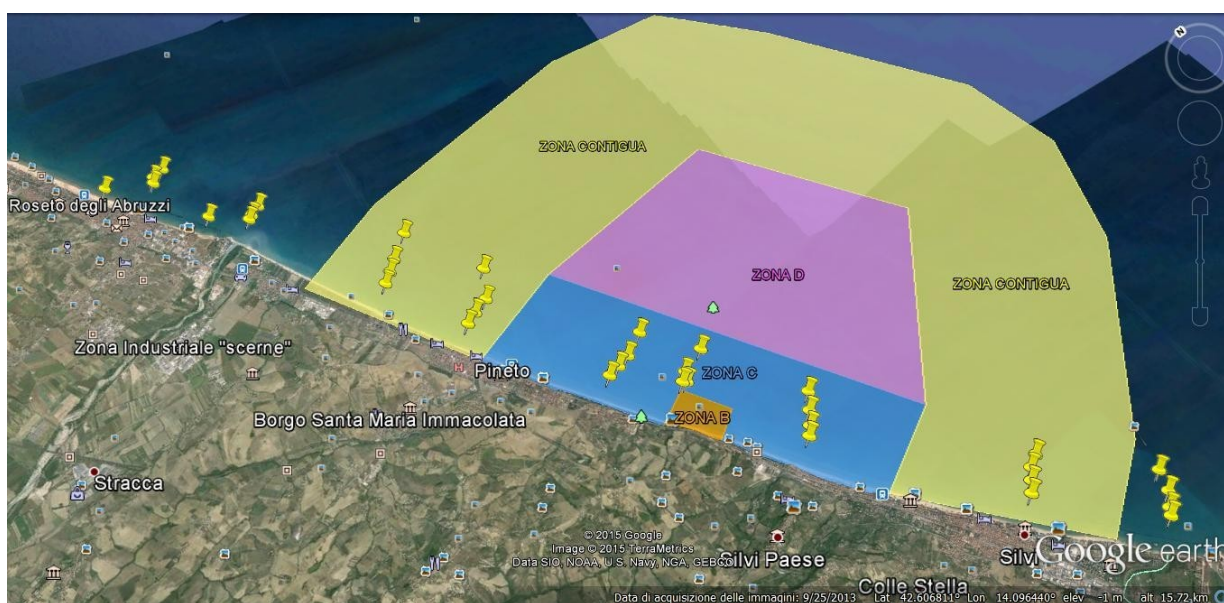 N
ZONA CONTIGUA
Roseto degli Abruzzi
ZONA D
ZONA CONTIGUA
Zona Industriale "scerne"
Pineto
H
ZONA C
Borgo Santa Maria Immacolata
ZONA B
Stracca
© 2015 Google
Image © 2015 TerraMetrics
Data SIO, NOAA, U.S. Navy, NGA, GEBCO
Silvi Paese
Silvi
Google earth
Colle Stella
Data di acquisizione delle immagini: 9/25/2013 Lat 42.606811° Lon 14.096440° elev -1 m alt 15.72 km